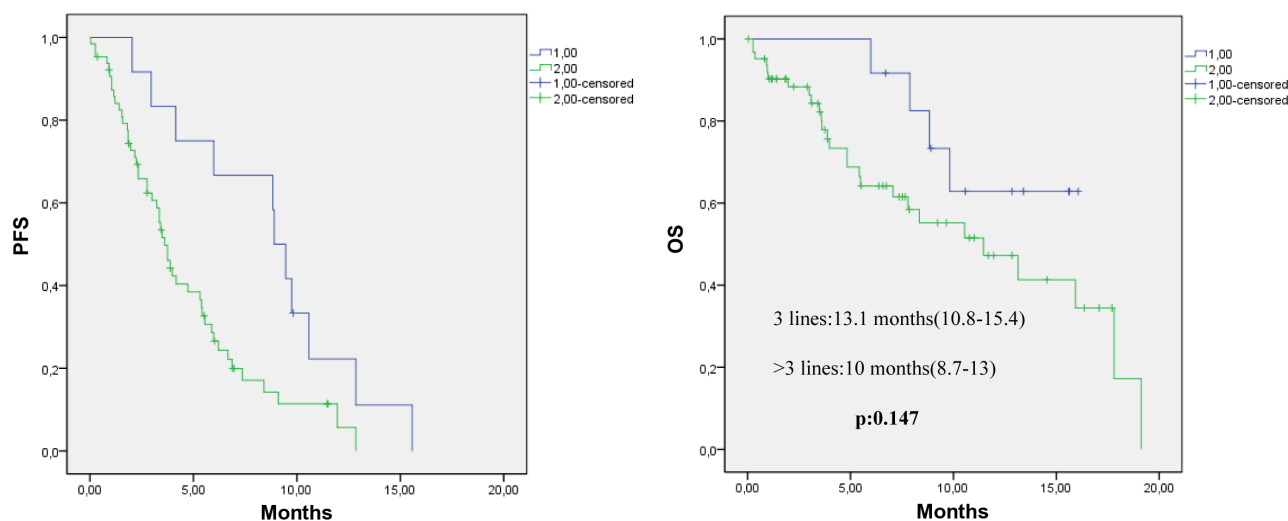 1,0
0,8
0,6
0,4
0,2
0,0
PFS
0,00
5,00
10,00
15,00
20,00
Months
1,00
2,00
1,00-censored
2,00-censored
1,0
0,8
0,6
0,4
0,2
0,0
OS
3 lines:13.1 months(10.8-15.4)
>3 lines:10 months(8.7-13)
p:0.147
0,00
5,00
10,00
15,00
20,00
Months
1,00
2,00
1,00-censored
2,00-censored